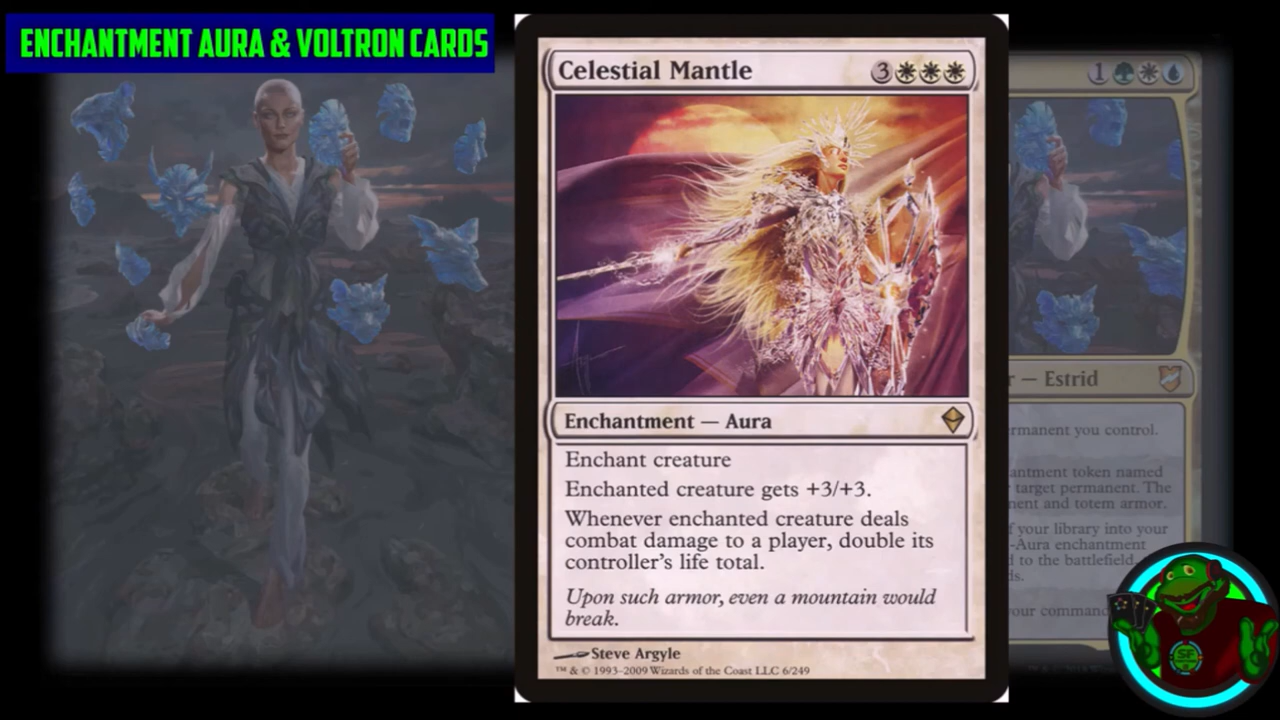 ENCHANTMENT AURA & VOLTRON CARDS
Celestial Mantle
3
1
Enchantment — Aura
Enchant creature
Enchanted creature gets +3/+3.
Whenever enchanted creature deals
combat damage to a player, double its
controller's life total.
Upon such armor, even a mountain would
break.
Steve Argyle
™ & © 1993-2009 Wizards of the Coast LLC 6/249
— Estrid
permanent you control.
token named
target permanent. The
and totem armor.
of your library into your
-Aura enchantment
to the battlefield,
your
SF